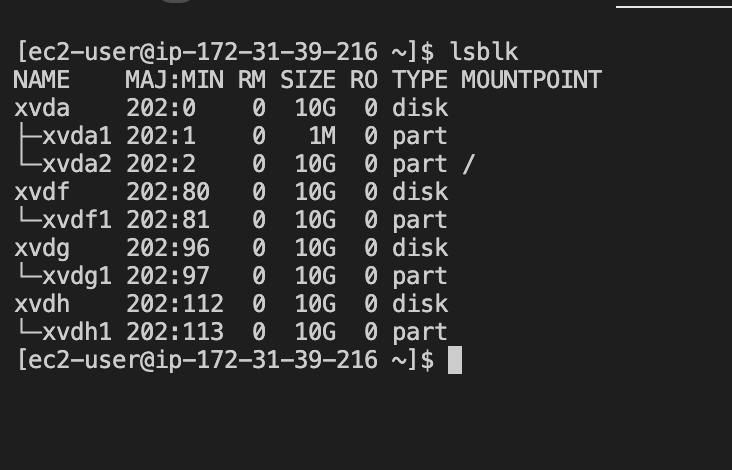 [ec2-user@ip-172-31-39-216 ~]$ lsblk
NAME    MAJ:MIN RM SIZE RO TYPE MOUNTPOINT
xvda    202:0    0  10G  0 disk
├─xvda1 202:1    0   1M  0 part
└─xvda2 202:2    0  10G  0 part /
xvdf    202:80   0  10G  0 disk
└─xvdf1 202:81   0  10G  0 part
xvdg    202:96   0  10G  0 disk
└─xvdg1 202:97   0  10G  0 part
xvdh    202:112  0  10G  0 disk
└─xvdh1 202:113  0  10G  0 part
[ec2-user@ip-172-31-39-216 ~]$